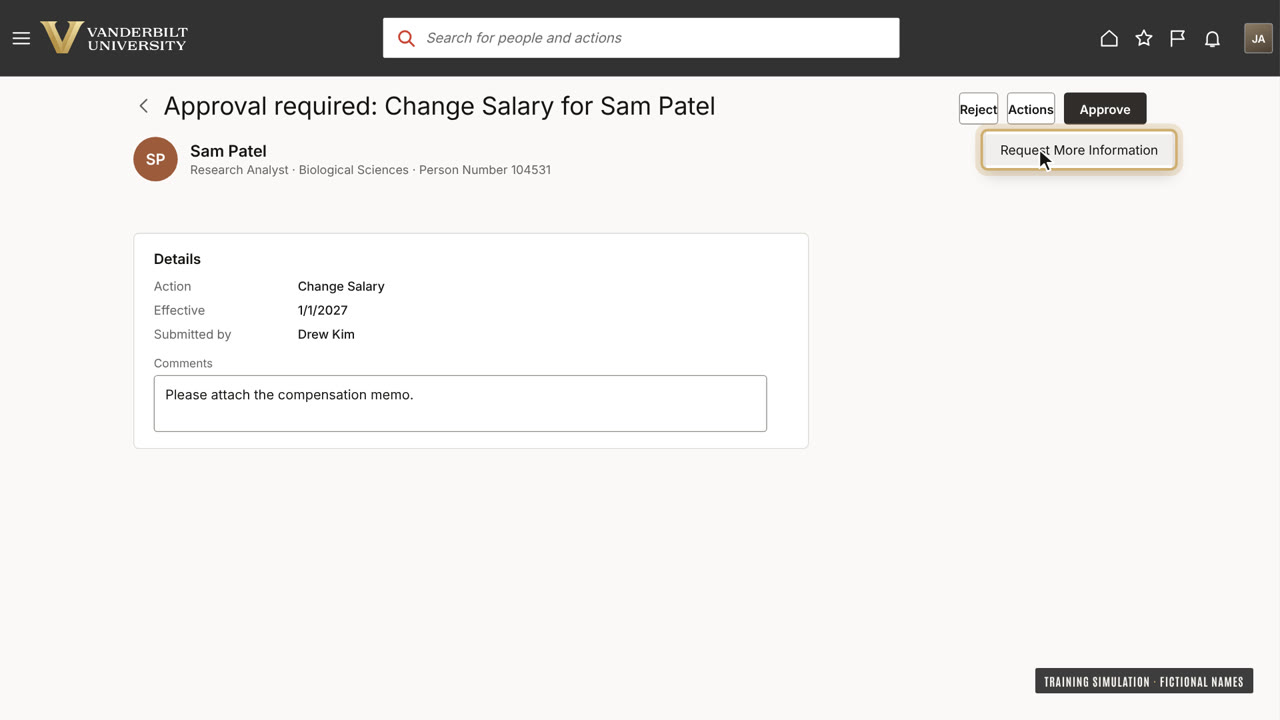 VANDERBILT
UNIVERSITY
Search for people and actions
JA
Approval required: Change Salary for Sam Patel
Reject
Actions
Approve
Request More Information
SP
Sam Patel
Research Analyst · Biological Sciences · Person Number 104531
Details
Action Change Salary
Effective 1/1/2027
Submitted by Drew Kim
Comments
Please attach the compensation memo.
TRAINING SIMULATION · FICTIONAL NAMES